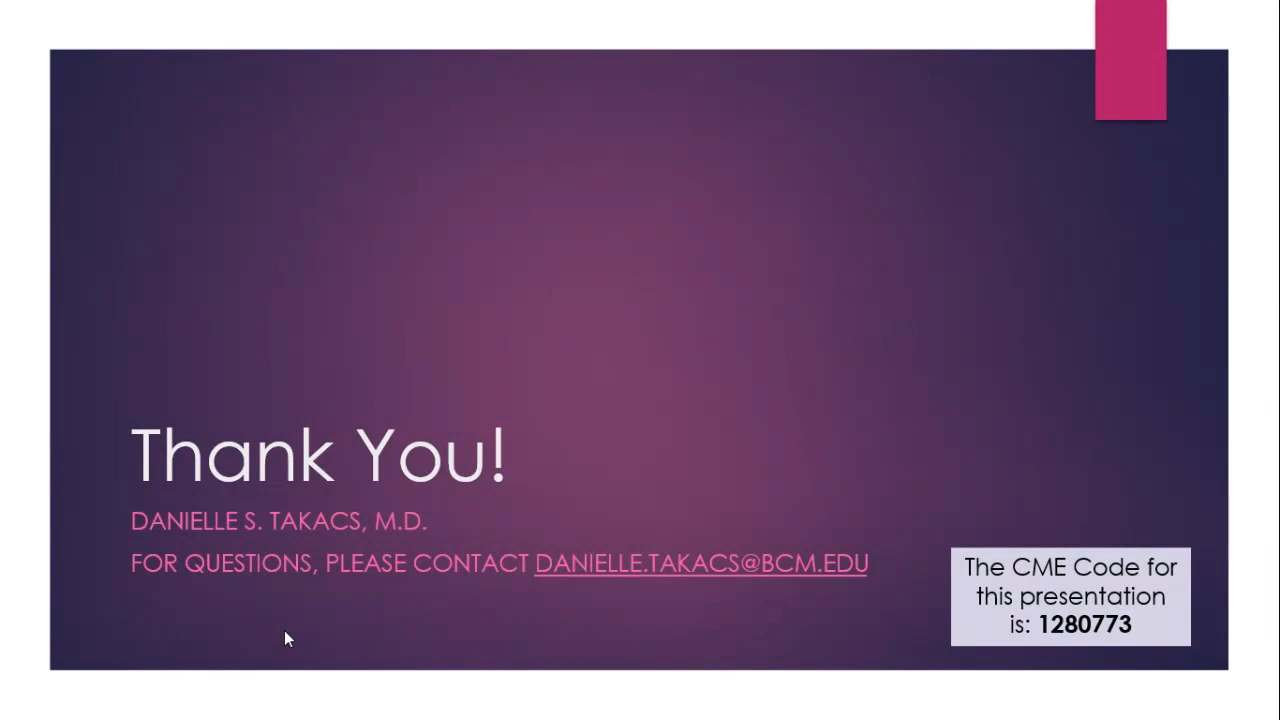 Thank You!
DANIELLE S. TAKACS, M.D.
FOR QUESTIONS, PLEASE CONTACT DANIELLE.TAKACS@BCM.EDU
The CME Code for
this presentation
is: 1280773